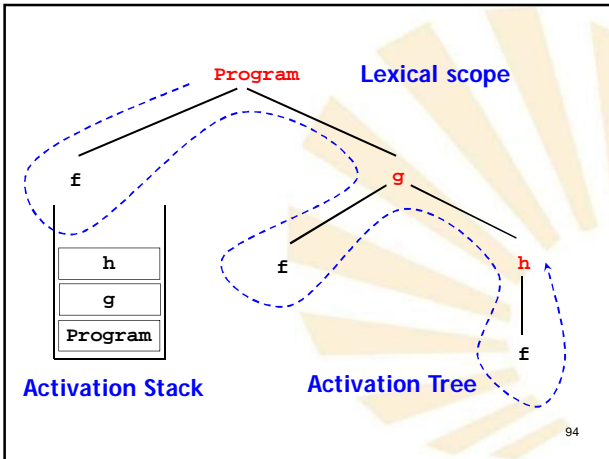 Program
Lexical scope
f
g
f
h
f
h
g
Program
Activation Stack
Activation Tree
94